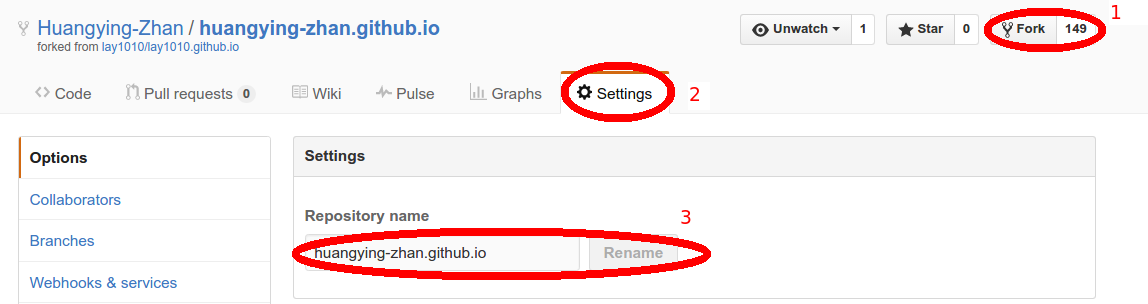 1
Huangying-Zhan / huangying-zhan.github.io
Unwatch 1 Star 0 Fork 149
forked from lay1010/lay1010.github.io
Code Pull requests 0 Wiki Pulse Graphs Settings 2
Options
Settings
Collaborators
Repository name 3
Branches
huangying-zhan.github.io Rename
Webhooks & services